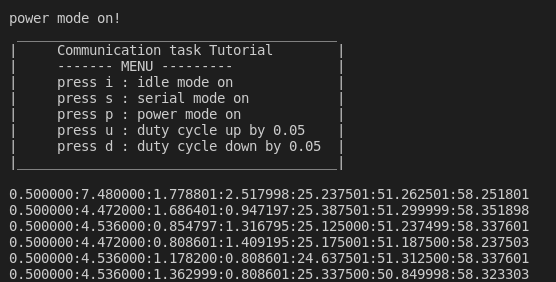 power mode on!
 ________________________________________
|     Communication task Tutorial        |
|     ------- MENU ---------             |
|     press i : idle mode on             |
|     press s : serial mode on           |
|     press p : power mode on            |
|     press u : duty cycle up by 0.05    |
|     press d : duty cycle down by 0.05  |
|________________________________________|
0.500000:7.480000:1.778801:2.517998:25.237501:51.262501:58.251801
0.500000:4.472000:1.686401:0.947197:25.387501:51.299999:58.351898
0.500000:4.536000:0.854797:1.316795:25.125000:51.237499:58.337601
0.500000:4.472000:0.808601:1.409195:25.175001:51.187500:58.237503
0.500000:4.536000:1.178200:0.808601:24.637501:51.312500:58.337601
0.500000:4.536000:1.362999:0.808601:25.337500:50.849998:58.323303